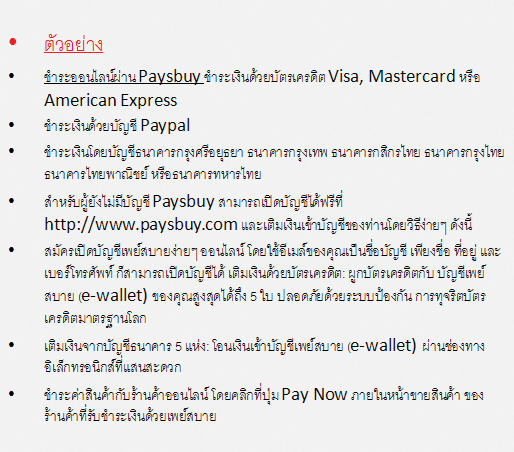 • ตัวอย่าง
• ชำระออนไลน์ผ่าน Paysbuy ชำระเงินด้วยบัตรเครดิต Visa, Mastercard หรือ
American Express
• ชำระเงินด้วยบัญชี Paypal
• ชำระเงินโดยบัญชีธนาคารกรุงศรีอยุธยา ธนาคารกรุงเทพ ธนาคารกสิกรไทย ธนาคารกรุงไทย
ธนาคารไทยพาณิชย์ หรือธนาคารทหารไทย
• สำหรับผู้ยังไม่มีบัญชี Paysbuy สามารถเปิดบัญชีได้ฟรีที่
http://www.paysbuy.com และเติมเงินเข้าบัญชีของท่านโดยวิธีง่ายๆ ดังนี้
• สมัครเปิดบัญชีเพย์สบายง่ายๆ ออนไลน์ โดยใช้อีเมล์ของคุณเป็นชื่อบัญชี เพียงชื่อ ที่อยู่ และ
เบอร์โทรศัพท์ ก็สามารถเปิดบัญชีได้ เติมเงินด้วยบัตรเครดิต: ผูกบัตรเครดิตกับ บัญชีเพย์
สบาย (e-wallet) ของคุณสูงสุดได้ถึง 5 ใบ ปลอดภัยด้วยระบบป้องกัน การทุจริตบัตร
เครดิตมาตรฐานโลก
• เติมเงินจากบัญชีธนาคาร 5 แห่ง: โอนเงินเข้าบัญชีเพย์สบาย (e-wallet) ผ่านช่องทาง
อิเล็กทรอนิกส์ที่แสนสะดวก
• ชำระค่าสินค้ากับร้านค้าออนไลน์ โดยคลิกที่ปุ่ม Pay Now ภายในหน้าขายสินค้า ของ
ร้านค้าที่รับชำระเงินด้วยเพย์สบาย